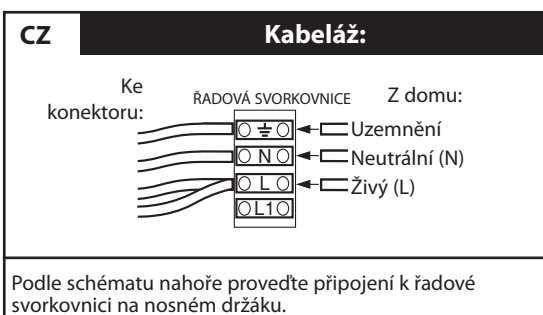 CZ
Kabeláž:
Ke
konektoru:
ŘADOVÁ SVORKOVNICE
Z domu:
Uzemnění
N
Neutrální (N)
L
Živý (L)
L1
Podle schématu nahoře proveďte připojení k řadové
svorkovnici na nosném držáku.